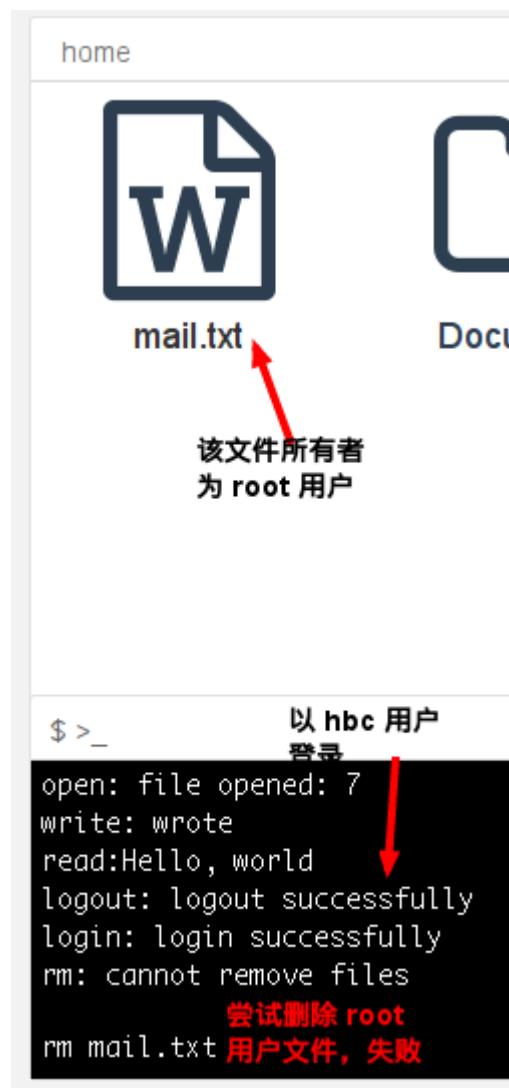 home
W
mail.txt
Docu
该文件所有者
为 root 用户
$ >_
以 hbc 用户
登录
open: file opened: 7
write: wrote
read:Hello, world
logout: logout successfully
login: login successfully
rm: cannot remove files
尝试删除 root
rm mail.txt 用户文件，失败